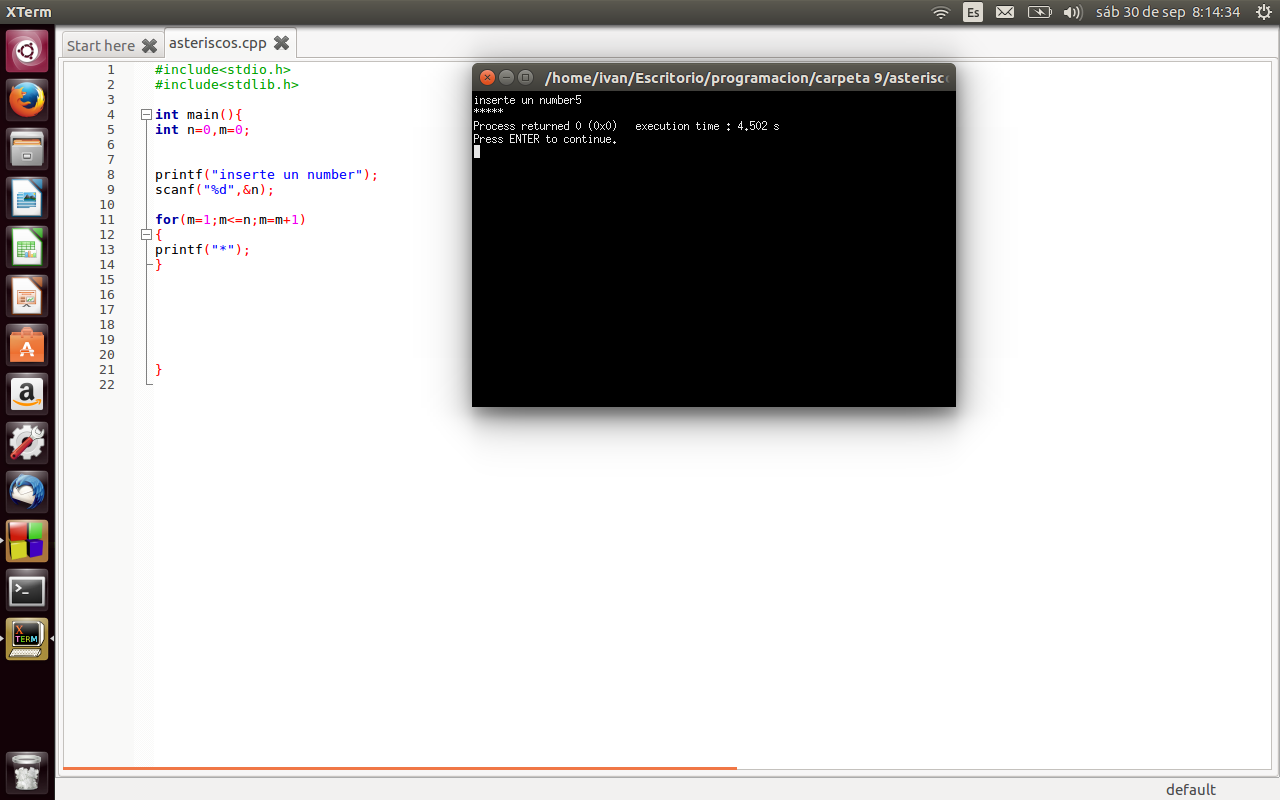 XTerm
Es
sáb 30 de sep 8:14:34
Start here
asteriscos.cpp
1 #include<stdio.h>
2 #include<stdlib.h>
3
4 int main(){
5 int n=0,m=0;
6
7
8 printf("inserte un number");
9 scanf("%d",&n);
10
11 for(m=1;m<=n;m=m+1)
12 {
13 printf("*");
14 }
15
16
17
18
19
20
21 }
22
/home/ivan/Escritorio/programacion/carpeta 9/asterisc
inserte un number5
*****
Process returned 0 (0x0) execution time : 4.502 s
Press ENTER to continue.
A
a
>_
X
TERM
default